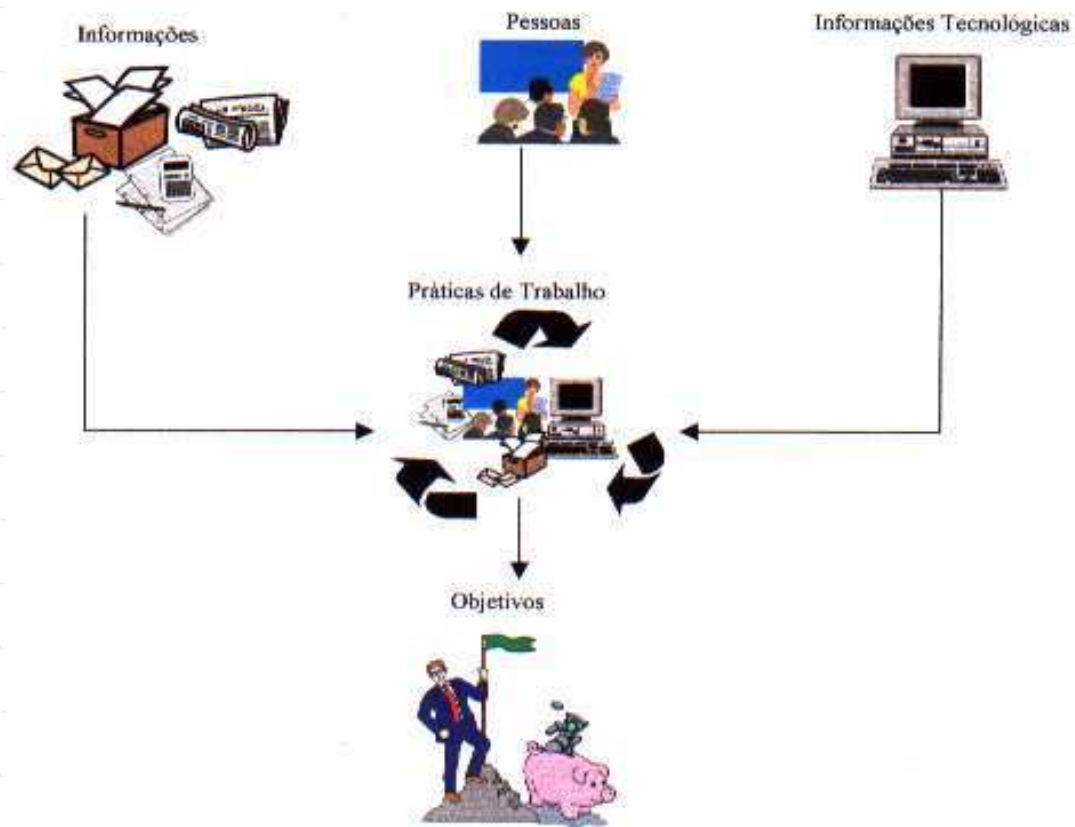 Informações
Pessoas
Informações Tecnológicas
Práticas de Trabalho
Objetivos